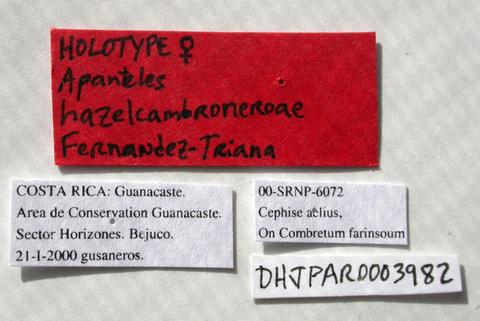 HOLOTYPE ♀
Apanteles
hazelcambroneroae
Fernandez-Triana
COSTA RICA: Guanacaste.
Area de Conservation Guanacaste.
Sector Horizones. Bejuco.
21-I-2000 gusaneros.
00-SRNP-6072
Cephise aelius,
On Combretum farinsoum
DHJPAR0003982